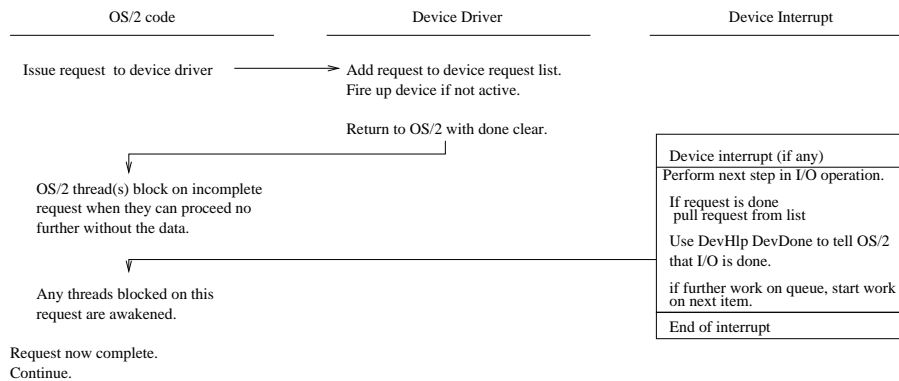 OS/2 code
Device Driver
Device Interrupt
Issue request to device driver
Add request to device request list.
Fire up device if not active.
Return to OS/2 with done clear.
Device interrupt (if any)
Perform next step in I/O operation.
OS/2 thread(s) block on incomplete
request when they can proceed no
further without the data.
If request is done
pull request from list
Use DevHlp DevDone to tell OS/2
that I/O is done.
Any threads blocked on this
request are awakened.
if further work on queue, start work
on next item.
End of interrupt
Request now complete.
Continue.